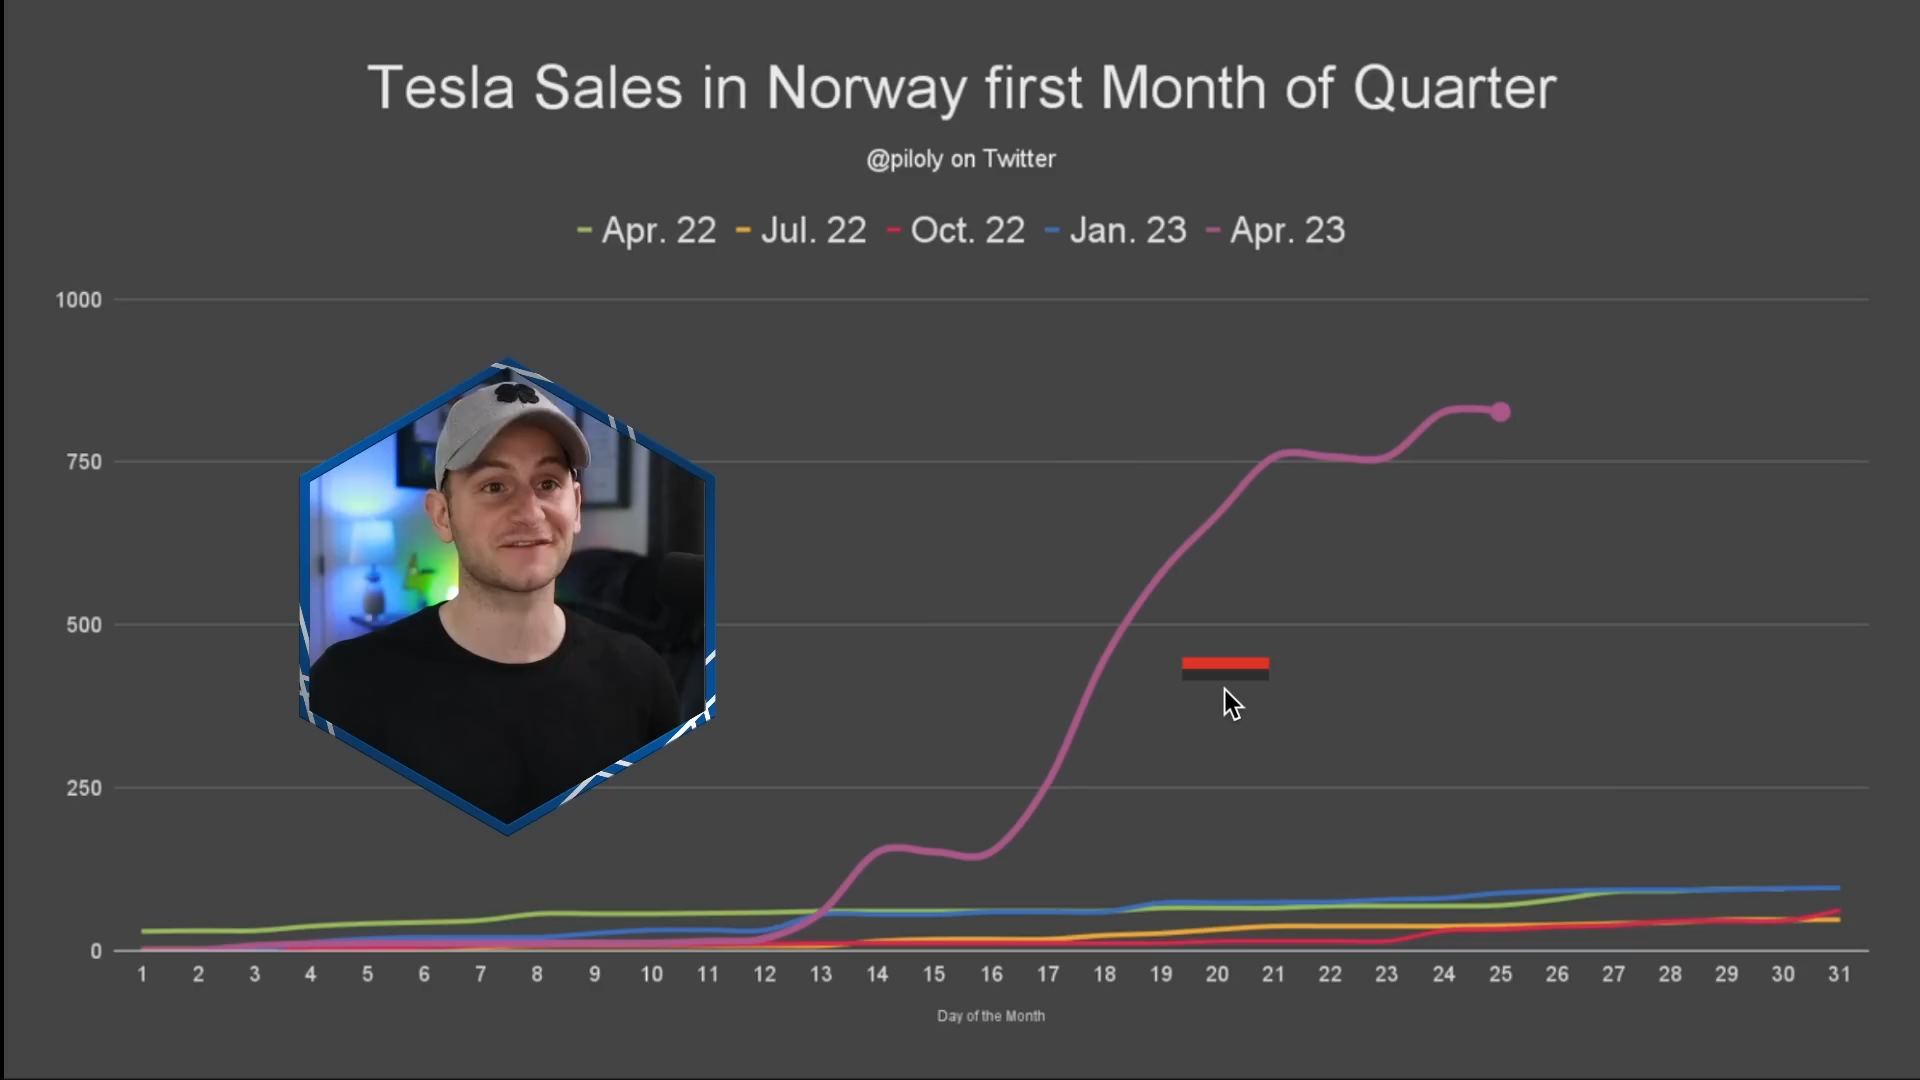 Tesla Sales in Norway first Month of Quarter
@piloly on Twitter
Apr. 22 Jul. 22 Oct. 22 Jan. 23 Apr. 23
1000
750
500
250
0
1 2 3 4 5 6 7 8 9 10 11 12 13 14 15 16 17 18 19 20 21 22 23 24 25 26 27 28 29 30 31
Day of the Month